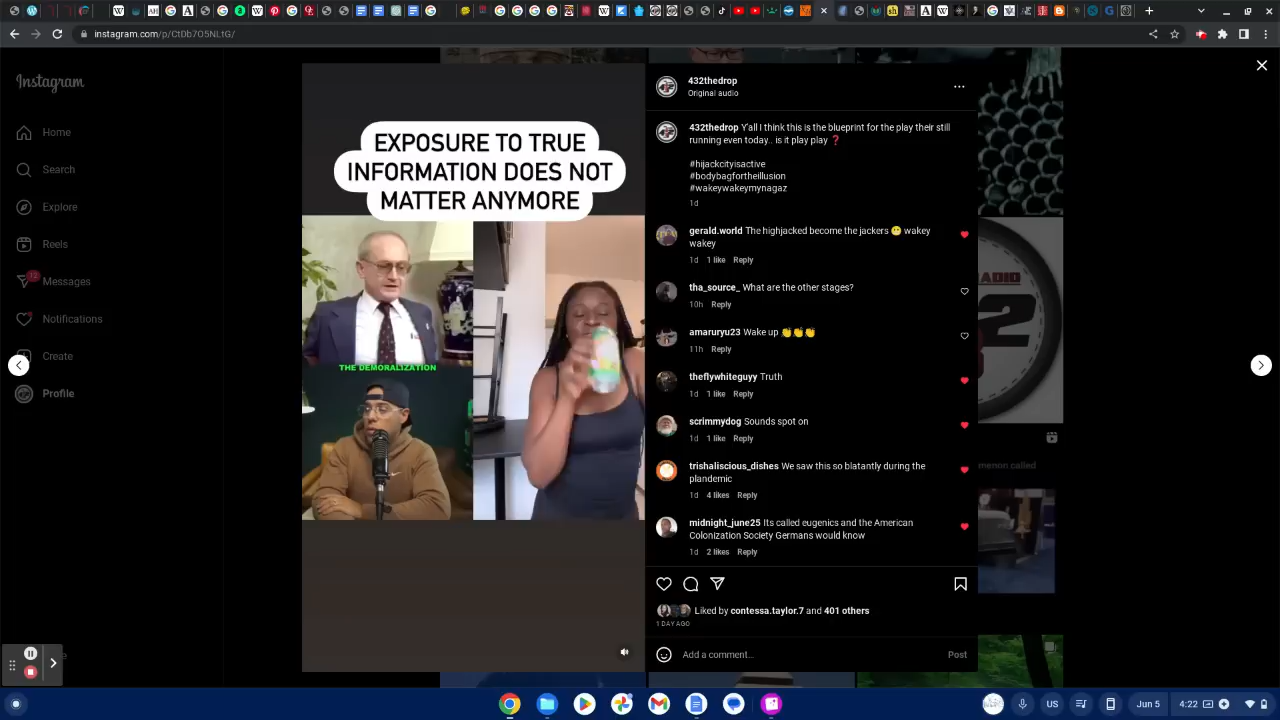 instagram.com/p/CtDb7O5NLtG/
Instagram
Home
Search
Explore
Reels
12
Messages
Notifications
Create
Profile
EXPOSURE TO TRUE
INFORMATION DOES NOT
MATTER ANYMORE
THE DEMORALIZATION
432thedrop
Original audio
432thedrop Y'all I think this is the blueprint for the play their still
running even today.. is it play play ❓
#hijackcityisactive
#bodybagfortheillusion
#wakeywakeymynagaz
1d
gerald.world The highjacked become the jackers 😬 wakey
wakey
1d 1 like Reply
tha_source_ What are the other stages?
10h Reply
amaruryu23 Wake up 👏👏👏
11h Reply
theflywhiteguyy Truth
1d 1 like Reply
scrimmydog Sounds spot on
1d 1 like Reply
trishaliscious_dishes We saw this so blatantly during the
plandemic
1d 4 likes Reply
midnight_june25 Its called eugenics and the American
Colonization Society Germans would know
1d 2 likes Reply
Liked by contessa.taylor.7 and 401 others
1 DAY AGO
Add a comment...
Post
RADIO
menon called
US
Jun 5
4:22